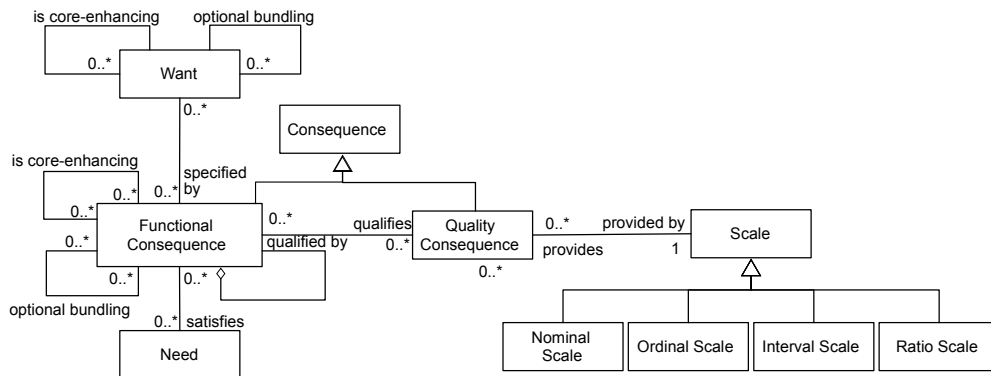 is core-enhancing
optional bundling
0..*
0..*
Want
0..*
Consequence
is core-enhancing
specified
by
0..*
0..*
0..*
Functional
Consequence
0..*
qualifies
qualified by
0..*
Quality
Consequence
0..*
provided by
provides
1
Scale
0..*
0..*
0..*
0..*
optional bundling
0..*
satisfies
Need
Nominal
Scale
Ordinal Scale
Interval Scale
Ratio Scale